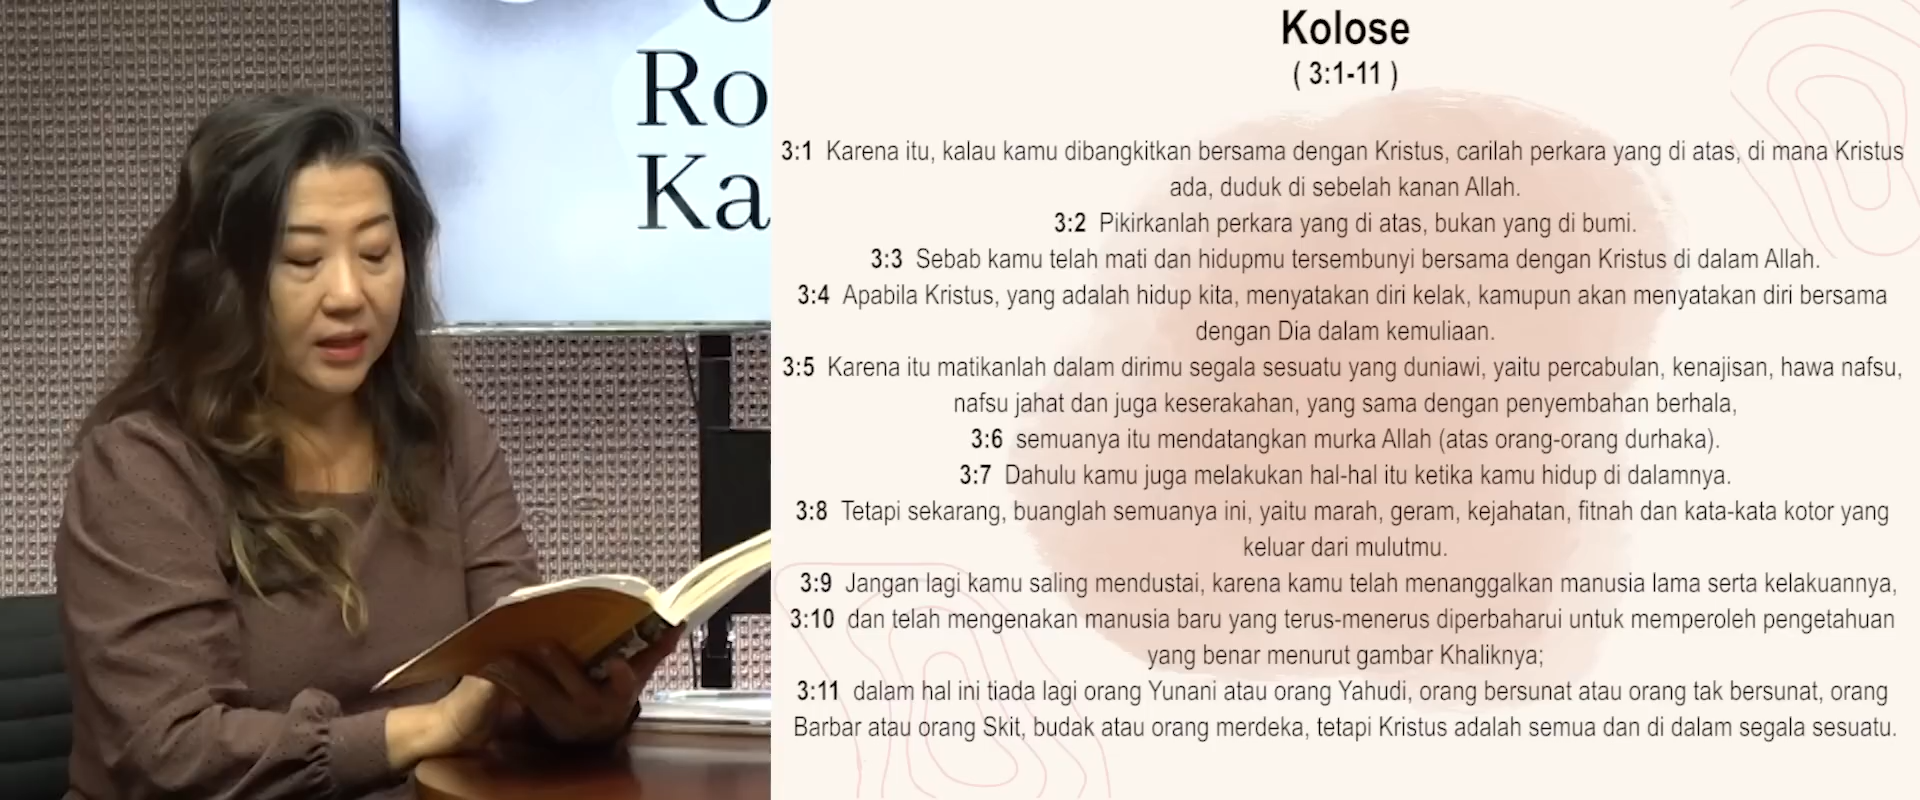 Ro
Ka
Kolose
( 3:1-11 )
3:1 Karena itu, kalau kamu dibangkitkan bersama dengan Kristus, carilah perkara yang di atas, di mana Kristus
ada, duduk di sebelah kanan Allah.
3:2 Pikirkanlah perkara yang di atas, bukan yang di bumi.
3:3 Sebab kamu telah mati dan hidupmu tersembunyi bersama dengan Kristus di dalam Allah.
3:4 Apabila Kristus, yang adalah hidup kita, menyatakan diri kelak, kamupun akan menyatakan diri bersama
dengan Dia dalam kemuliaan.
3:5 Karena itu matikanlah dalam dirimu segala sesuatu yang duniawi, yaitu percabulan, kenajisan, hawa nafsu,
nafsu jahat dan juga keserakahan, yang sama dengan penyembahan berhala,
3:6 semuanya itu mendatangkan murka Allah (atas orang-orang durhaka).
3:7 Dahulu kamu juga melakukan hal-hal itu ketika kamu hidup di dalamnya.
3:8 Tetapi sekarang, buanglah semuanya ini, yaitu marah, geram, kejahatan, fitnah dan kata-kata kotor yang
keluar dari mulutmu.
3:9 Jangan lagi kamu saling mendustai, karena kamu telah menanggalkan manusia lama serta kelakuannya,
3:10 dan telah mengenakan manusia baru yang terus-menerus diperbaharui untuk memperoleh pengetahuan
yang benar menurut gambar Khaliknya;
3:11 dalam hal ini tiada lagi orang Yunani atau orang Yahudi, orang bersunat atau orang tak bersunat, orang
Barbar atau orang Skit, budak atau orang merdeka, tetapi Kristus adalah semua dan di dalam segala sesuatu.